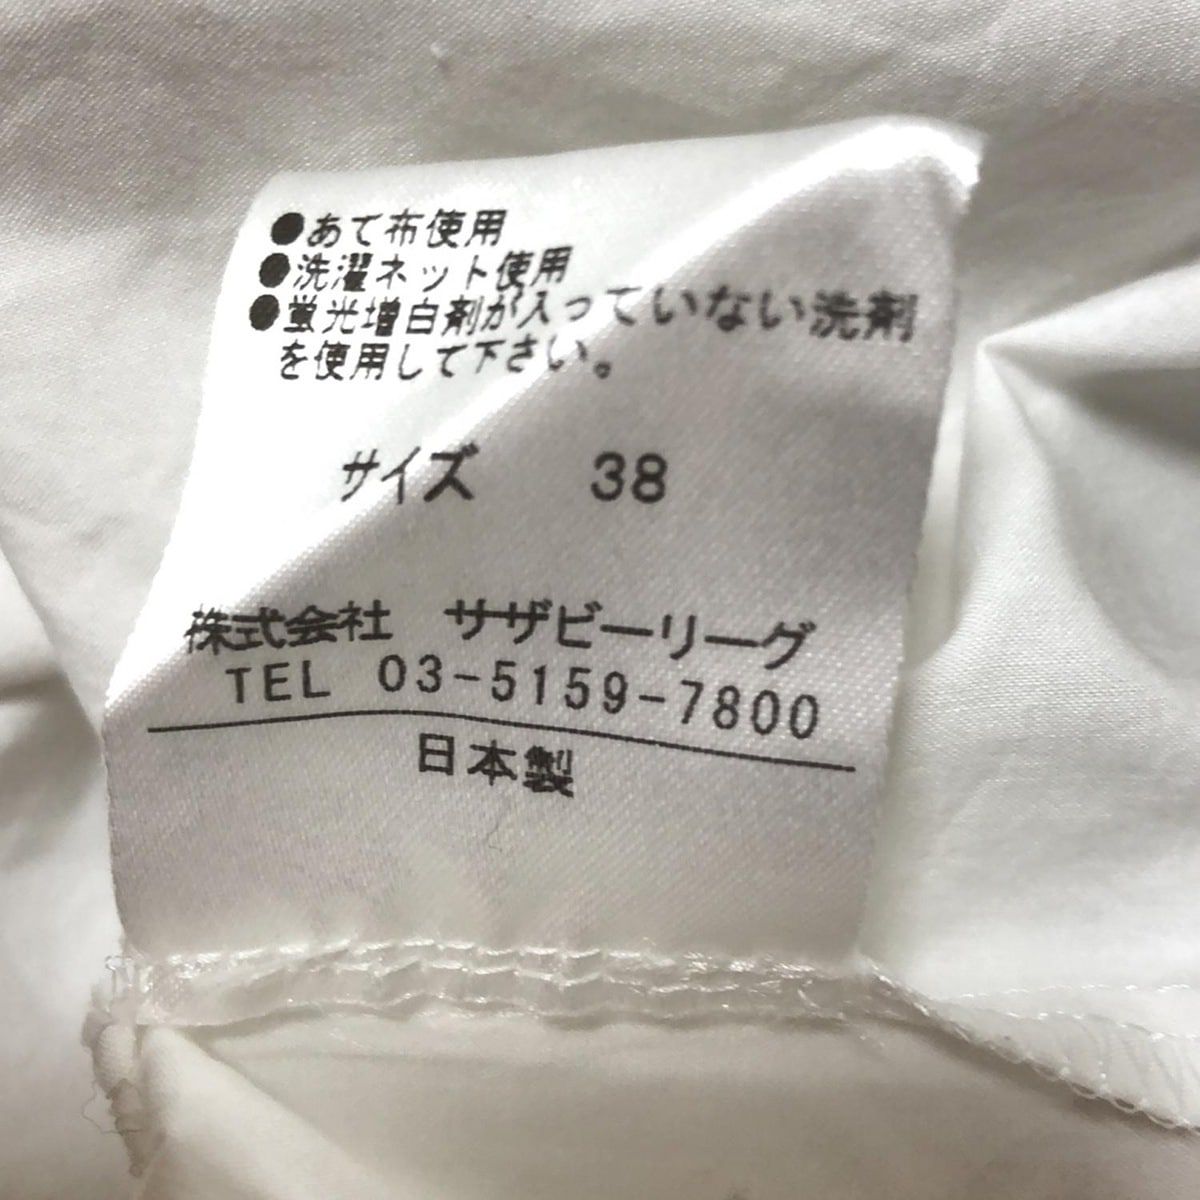 ●あて布使用
●洗濯ネット使用
●蛍光増白剤が入っていない洗剤
を使用して下さい。
サイズ 38
株式会社 サザビーリーグ
TEL 03-5159-7800
日本製